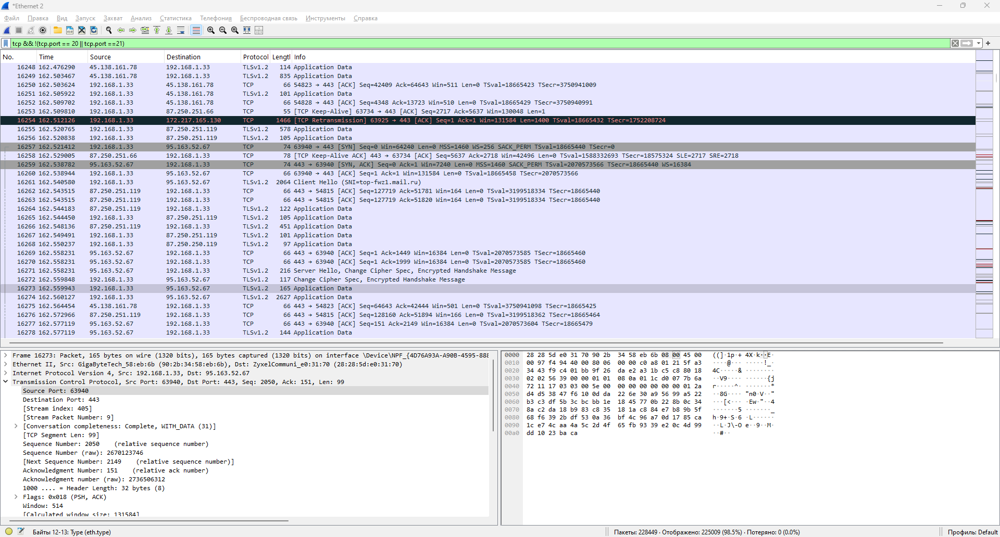 *Ethernet 2
Файл Правка Вид Запуск Захват Анализ Статистика Телефония Беспроводная связь Инструменты Справка
tcp && !(tcp.port == 20 || tcp.port ==21)
No. Time Source Destination Protocol Lengtl Info
16248 162.476290 45.138.161.78 192.168.1.33 TLSv1.2 114 Application Data
16249 162.503467 45.138.161.78 192.168.1.33 TLSv1.2 835 Application Data
16250 162.503624 192.168.1.33 45.138.161.78 TCP 66 54823 → 443 [ACK] Seq=42409 Ack=64643 Win=511 Len=0 TSval=18665423 TSecr=3750941009
16251 162.505922 192.168.1.33 45.138.161.78 TLSv1.2 101 Application Data
16252 162.509702 192.168.1.33 45.138.161.78 TCP 66 54828 → 443 [ACK] Seq=4348 Ack=13723 Win=510 Len=0 TSval=18665429 TSecr=3750940991
16253 162.509810 192.168.1.33 87.250.251.66 TCP 55 [TCP Keep-Alive] 63734 → 443 [ACK] Seq=2717 Ack=5637 Win=130048 Len=1
16254 162.512126 192.168.1.33 172.217.165.130 TCP 1466 [TCP Retransmission] 63925 → 443 [ACK] Seq=1 Ack=1 Win=131584 Len=1400 TSval=18665432 TSecr=1752208724
16255 162.520765 192.168.1.33 87.250.251.119 TLSv1.2 578 Application Data
16256 162.520838 192.168.1.33 87.250.251.119 TLSv1.2 105 Application Data
16257 162.521412 192.168.1.33 95.163.52.67 TCP 74 63940 → 443 [SYN] Seq=0 Win=64240 Len=0 MSS=1460 WS=256 SACK_PERM TSval=18665440 TSecr=0
16258 162.529005 87.250.251.66 192.168.1.33 TCP 78 [TCP Keep-Alive ACK] 443 → 63734 [ACK] Seq=5637 Ack=2718 Win=42496 Len=0 TSval=1588332693 TSecr=18575324 SLE=2717 SRE=2718
16259 162.538782 95.163.52.67 192.168.1.33 TCP 74 443 → 63940 [SYN, ACK] Seq=0 Ack=1 Win=7240 Len=0 MSS=1460 SACK_PERM TSval=2070573566 TSecr=18665440 WS=16384
16260 162.538944 192.168.1.33 95.163.52.67 TCP 66 63940 → 443 [ACK] Seq=1 Ack=1 Win=131584 Len=0 TSval=18665458 TSecr=2070573566
16261 162.540580 192.168.1.33 95.163.52.67 TLSv1.2 2064 Client Hello (SNI=top-fwz1.mail.ru)
16262 162.543515 87.250.251.119 192.168.1.33 TCP 66 443 → 54815 [ACK] Seq=127719 Ack=51781 Win=164 Len=0 TSval=3199518334 TSecr=18665440
16263 162.543515 87.250.251.119 192.168.1.33 TCP 66 443 → 54815 [ACK] Seq=127719 Ack=51820 Win=164 Len=0 TSval=3199518334 TSecr=18665440
16264 162.544183 87.250.251.119 192.168.1.33 TLSv1.2 122 Application Data
16265 162.544450 192.168.1.33 87.250.251.119 TLSv1.2 105 Application Data
16266 162.548136 87.250.251.119 192.168.1.33 TLSv1.2 451 Application Data
16267 162.549491 192.168.1.33 87.250.251.119 TLSv1.2 101 Application Data
16268 162.550237 192.168.1.33 87.250.250.119 TLSv1.2 97 Application Data
16269 162.558231 95.163.52.67 192.168.1.33 TCP 66 443 → 63940 [ACK] Seq=1 Ack=1449 Win=16384 Len=0 TSval=2070573585 TSecr=18665460
16270 162.558231 95.163.52.67 192.168.1.33 TCP 66 443 → 63940 [ACK] Seq=1 Ack=1999 Win=16384 Len=0 TSval=2070573585 TSecr=18665460
16271 162.558231 95.163.52.67 192.168.1.33 TLSv1.2 216 Server Hello, Change Cipher Spec, Encrypted Handshake Message
16272 162.559848 192.168.1.33 95.163.52.67 TLSv1.2 117 Change Cipher Spec, Encrypted Handshake Message
16273 162.559943 192.168.1.33 95.163.52.67 TLSv1.2 165 Application Data
16274 162.560127 192.168.1.33 95.163.52.67 TLSv1.2 2627 Application Data
16275 162.564454 45.138.161.78 192.168.1.33 TCP 66 443 → 54823 [ACK] Seq=64643 Ack=42444 Win=501 Len=0 TSval=3750941098 TSecr=18665425
16276 162.572966 87.250.251.119 192.168.1.33 TCP 66 443 → 54815 [ACK] Seq=128160 Ack=51894 Win=166 Len=0 TSval=3199518362 TSecr=18665464
16277 162.577119 95.163.52.67 192.168.1.33 TCP 66 443 → 63940 [ACK] Seq=151 Ack=2149 Win=16384 Len=0 TSval=2070573604 TSecr=18665479
16278 162.577119 95.163.52.67 192.168.1.33 TLSv1.2 144 Application Data
Frame 16273: Packet, 165 bytes on wire (1320 bits), 165 bytes captured (1320 bits) on interface \Device\NPF_{4D76A93A-A90B-4595-888
Ethernet II, Src: GigaByteTech_58:eb:6b (90:2b:34:58:eb:6b), Dst: ZyxelCommuni_e0:31:70 (28:28:5d:e0:31:70)
Internet Protocol Version 4, Src: 192.168.1.33, Dst: 95.163.52.67
Transmission Control Protocol, Src Port: 63940, Dst Port: 443, Seq: 2050, Ack: 151, Len: 99
Source Port: 63940
Destination Port: 443
[Stream index: 405]
[Stream Packet Number: 9]
[Conversation completeness: Complete, WITH_DATA (31)]
[TCP Segment Len: 99]
Sequence Number: 2050 (relative sequence number)
Sequence Number (raw): 2670123746
[Next Sequence Number: 2149 (relative sequence number)]
Acknowledgment Number: 151 (relative ack number)
Acknowledgment number (raw): 2736506312
1000 .... = Header Length: 32 bytes (8)
Flags: 0x018 (PSH, ACK)
Window: 514
[Calculated window size: 131584]
0000 28 28 5d e0 31 70 90 2b 34 58 eb 6b 08 00 45 00 ((]·1p·+ 4X·k··E·
0010 00 97 f4 94 40 00 80 06 00 00 c0 a8 01 21 5f a3 ····@··· ·····!_·
0020 34 43 f9 c4 01 bb 9f 26 da e2 a3 1b c5 c8 80 18 4C·····& ········
0030 02 02 56 39 00 00 01 01 08 0a 01 1c d0 07 7b 6a ··V9···· ······{j
0040 72 11 17 03 03 00 5e 00 00 00 00 00 00 00 01 2a r·····^· ·······*
0050 d4 d5 38 47 f6 10 0d da 22 6e 30 a9 56 99 a5 22 ··8G···· "n0·V··"
0060 b3 c3 df 5b 3c bc bb 1e 18 45 77 0b 22 8b 0c 34 ···[<··· ·Ew·"··4
0070 8a c2 da 18 b9 83 c8 35 18 1a c8 84 e7 b8 9b 5f ·······5 ·······_
0080 68 f6 39 2b df 53 0a 36 bf 4c 96 a7 0d 17 85 ca h·9+·S·6 ·L······
0090 1c e7 4c aa 4a 5c 2d 4f 65 fb 93 39 e2 0c 4d 99 ··L·J\-O e··9··M·
00a0 dd 10 23 ba ca ··#··
Байты 12-13: Type (eth.type) Пакеты: 228449 · Отображено: 225009 (98.5%) · Потеряно: 0 (0.0%) Профиль: Default